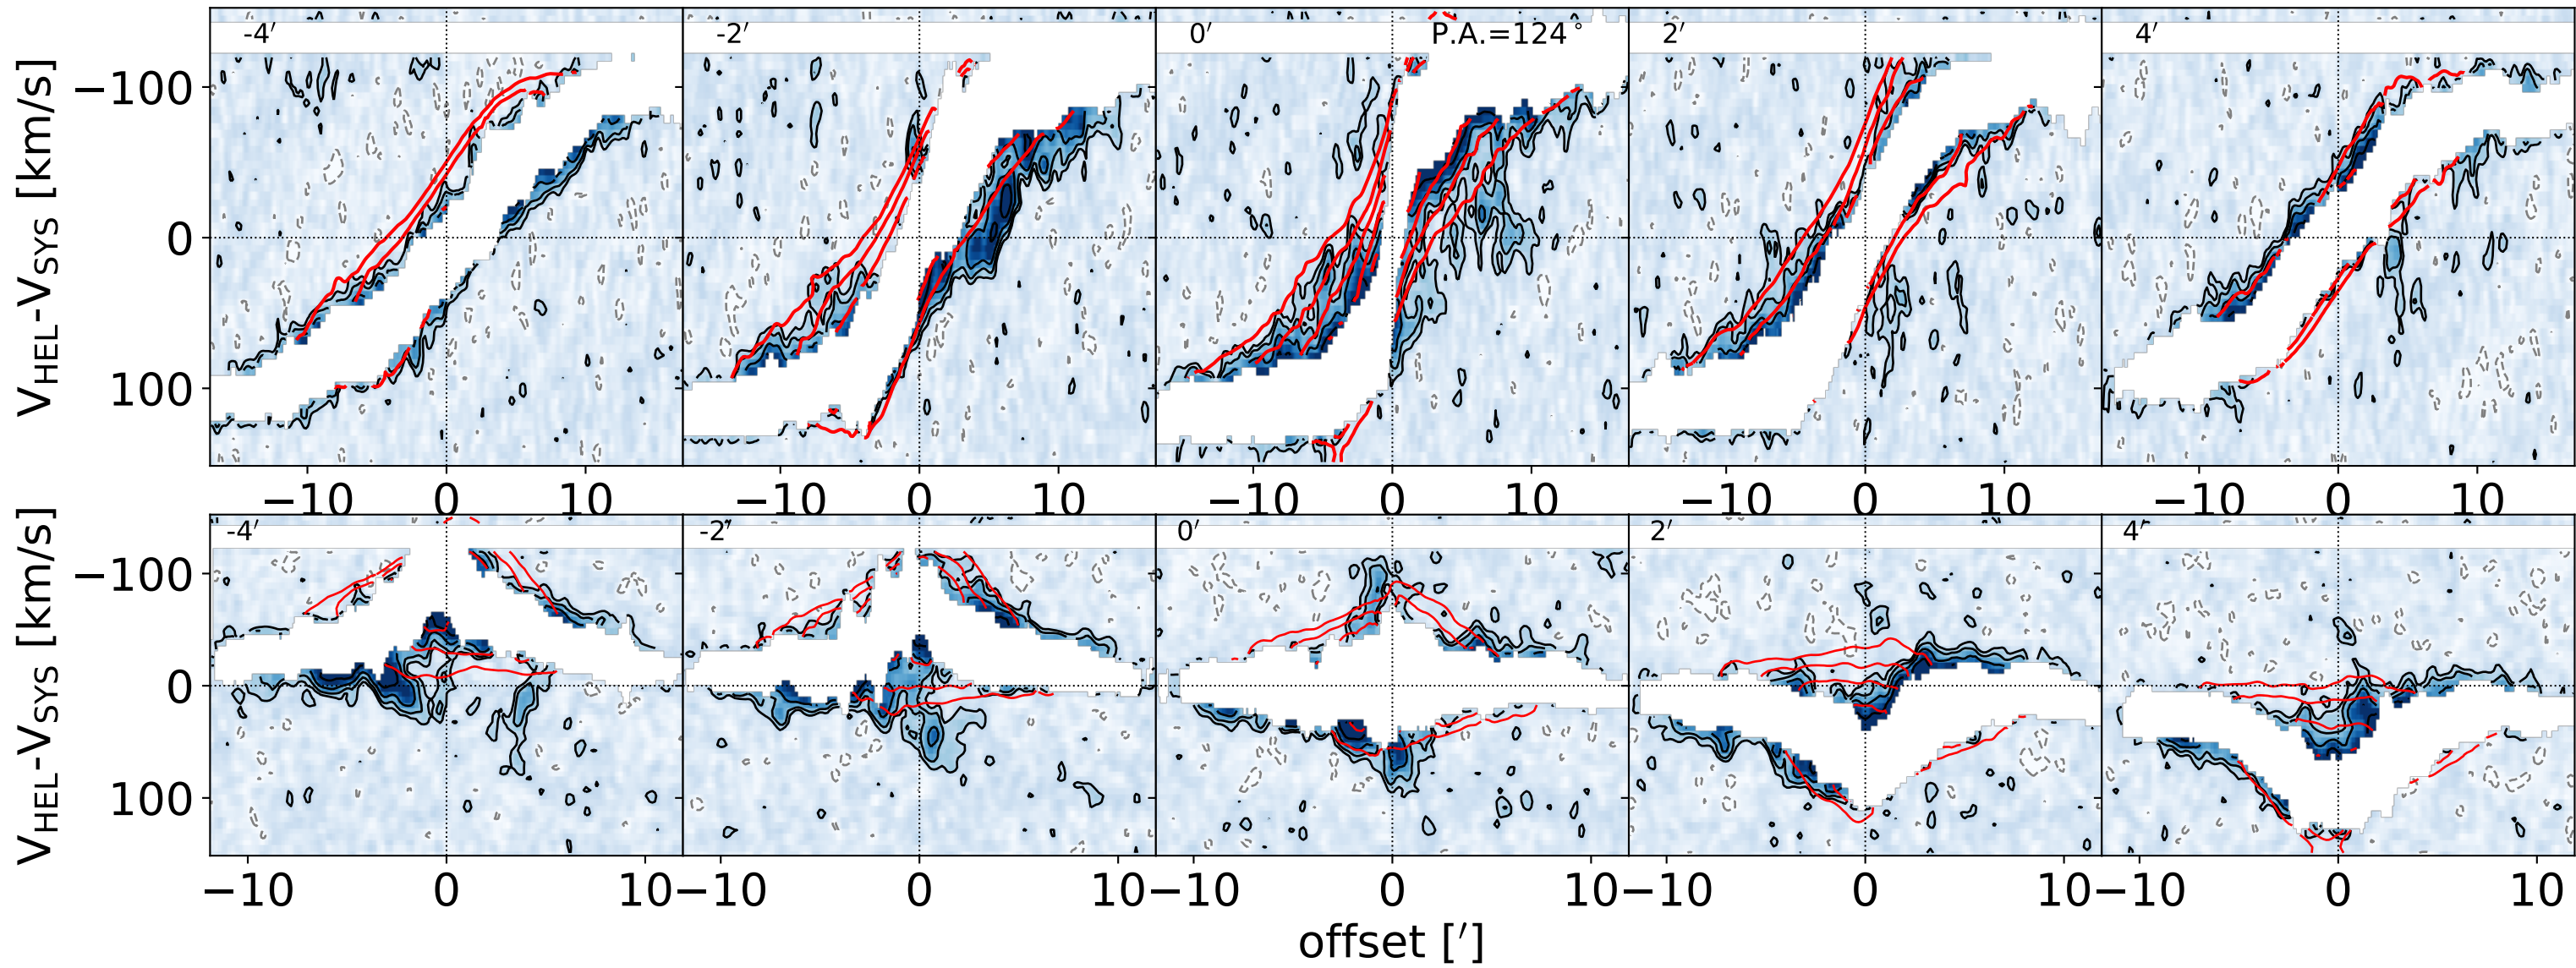 -4′ -2′ 0′ P.A.=124° 2′ 4′
V_HEL-V_SYS [km/s]
−100
0
100
−10 0 10 −10 0 10 −10 0 10 −10 0 10 −10 0 10
-4′ -2′ 0′ 2′ 4′
V_HEL-V_SYS [km/s]
−100
0
100
−10 0 10 −10 0 10 −10 0 10 −10 0 10 −10 0 10
offset [′]